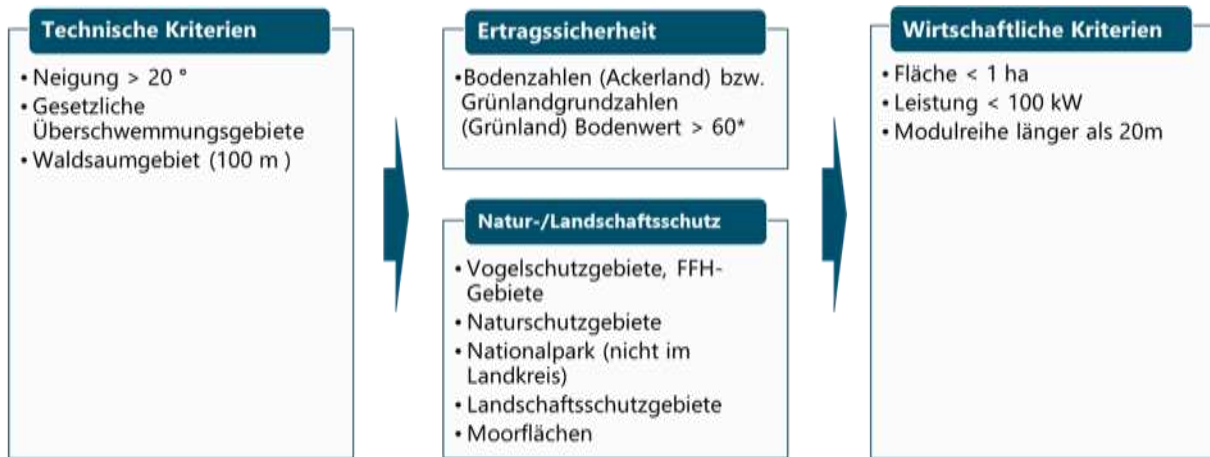 Technische Kriterien
• Neigung > 20 °
• Gesetzliche
Überschwemmungsgebiete
• Waldsaumgebiet (100 m )
Ertragssicherheit
•Bodenzahlen (Ackerland) bzw.
Grünlandgrundzahlen
(Grünland) Bodenwert > 60*
Natur-/Landschaftsschutz
• Vogelschutzgebiete, FFH-
Gebiete
• Naturschutzgebiete
• Nationalpark (nicht im
Landkreis)
• Landschaftsschutzgebiete
• Moorflächen
Wirtschaftliche Kriterien
• Fläche < 1 ha
• Leistung < 100 kW
• Modulreihe länger als 20m